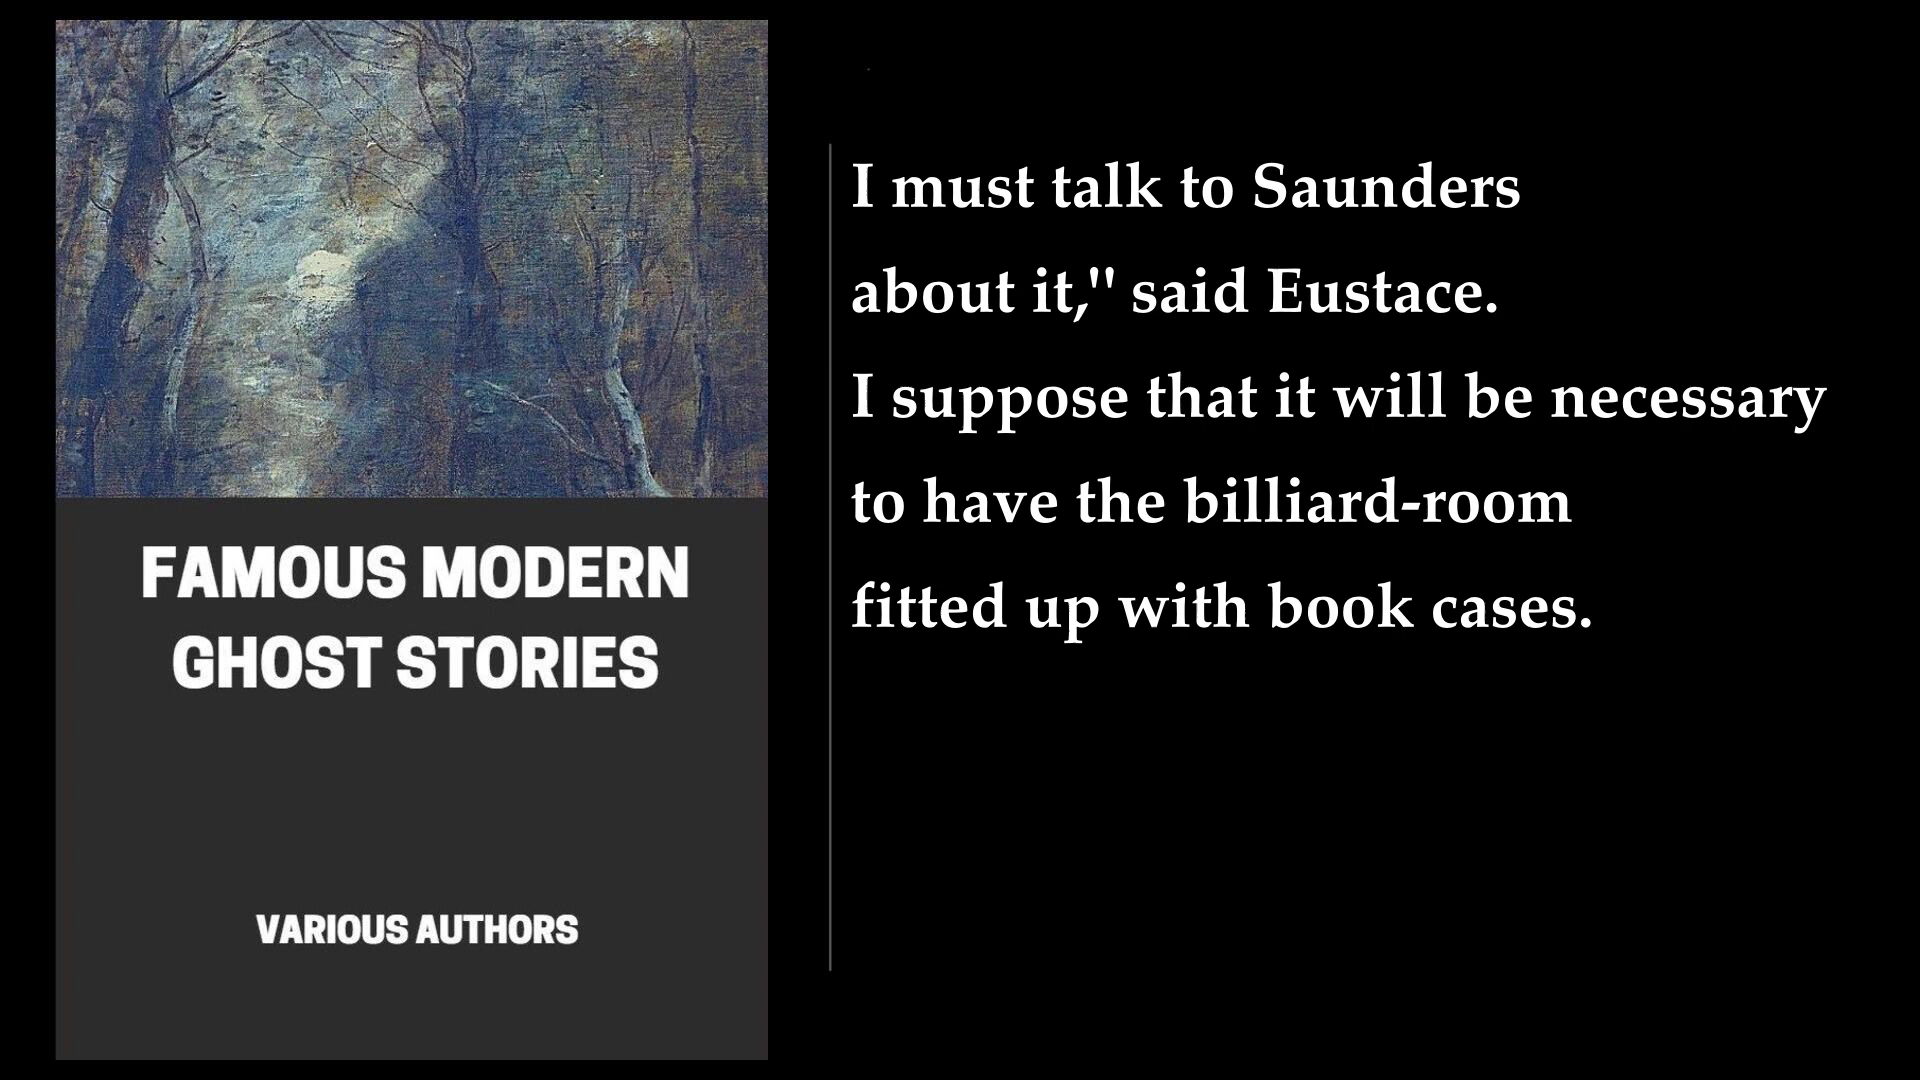 FAMOUS MODERN
GHOST STORIES
VARIOUS AUTHORS
I must talk to Saunders
about it," said Eustace.
I suppose that it will be necessary
to have the billiard-room
fitted up with book cases.